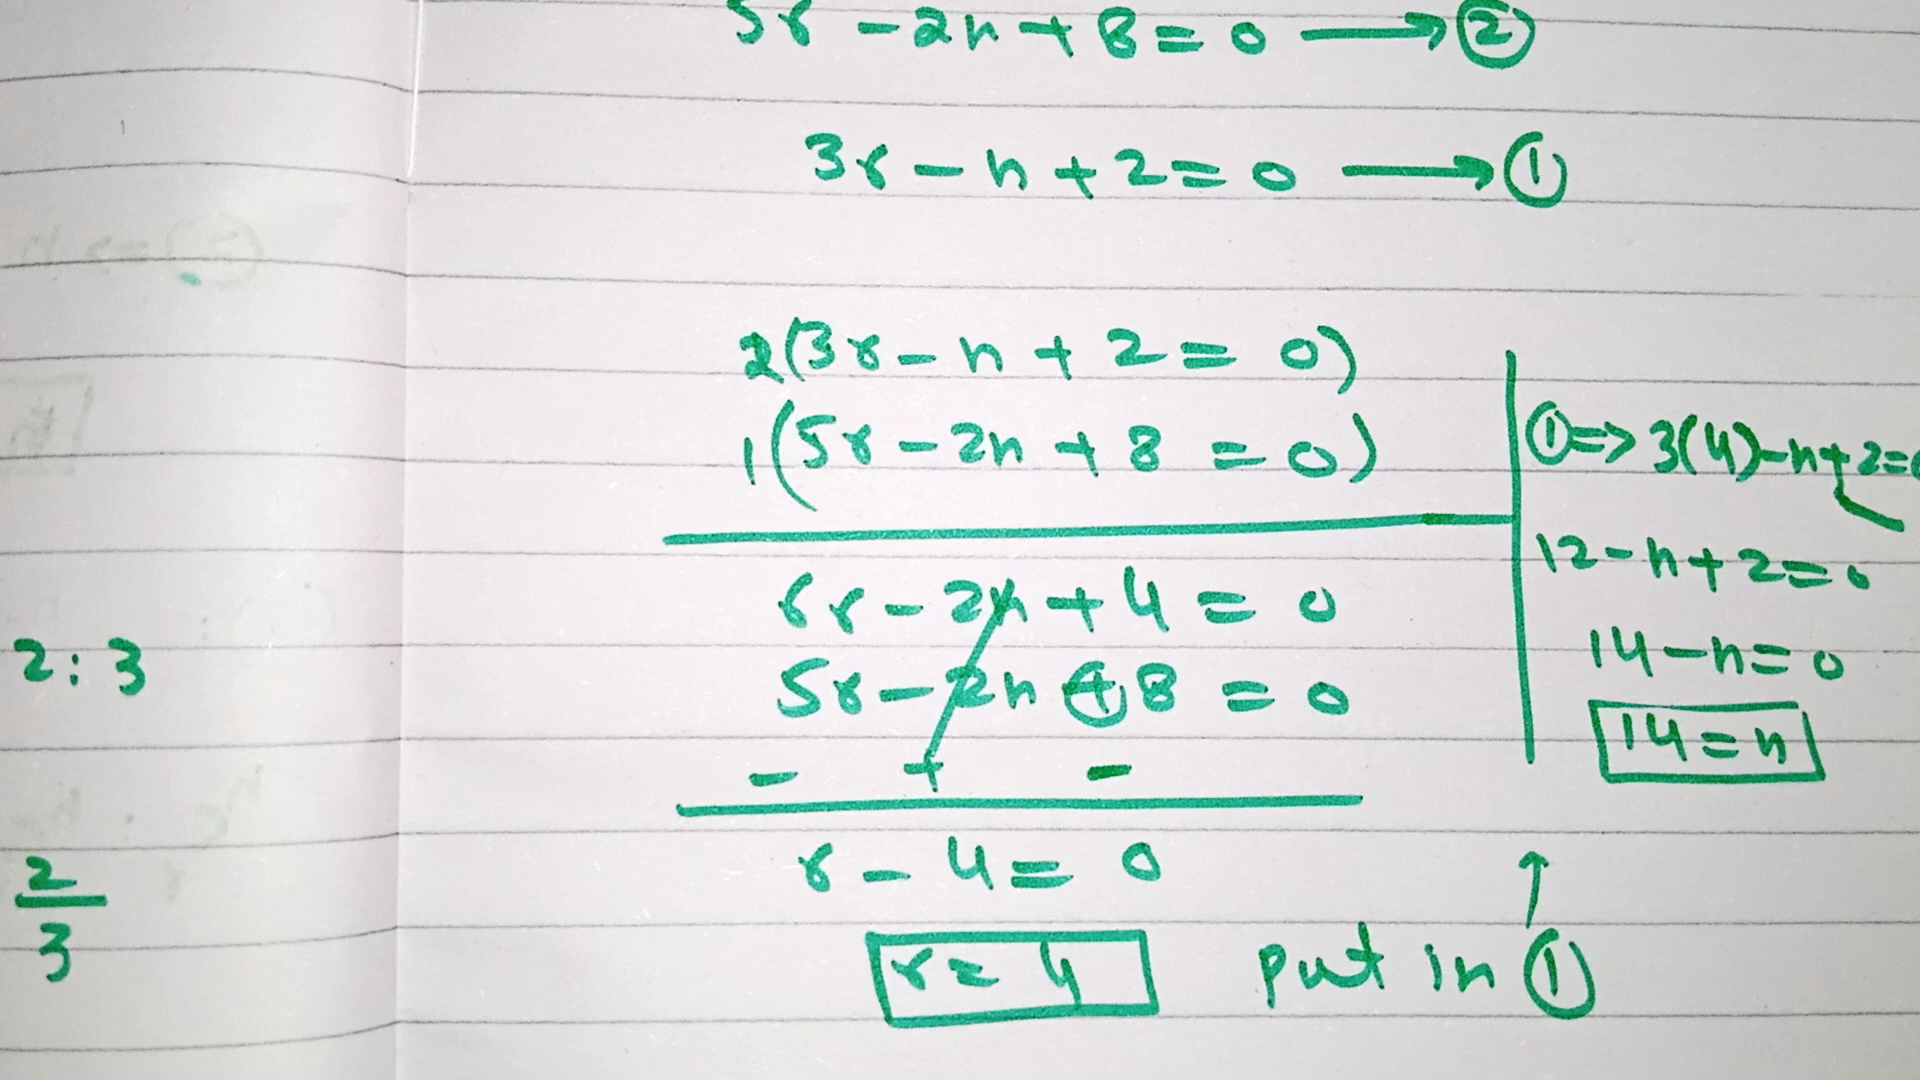 5r - 2n + 8 = 0 → ②
3r - n + 2 = 0 → ①
2(3r - n + 2 = 0)
1(5r - 2n + 8 = 0)
6r - 2n + 4 = 0
5r - 2n + 8 = 0
- + -
r - 4 = 0
r = 4 put in ①
① => 3(4) - n + 2 = 0
12 - n + 2 = 0
14 - n = 0
14 = n
2 : 3
2
3